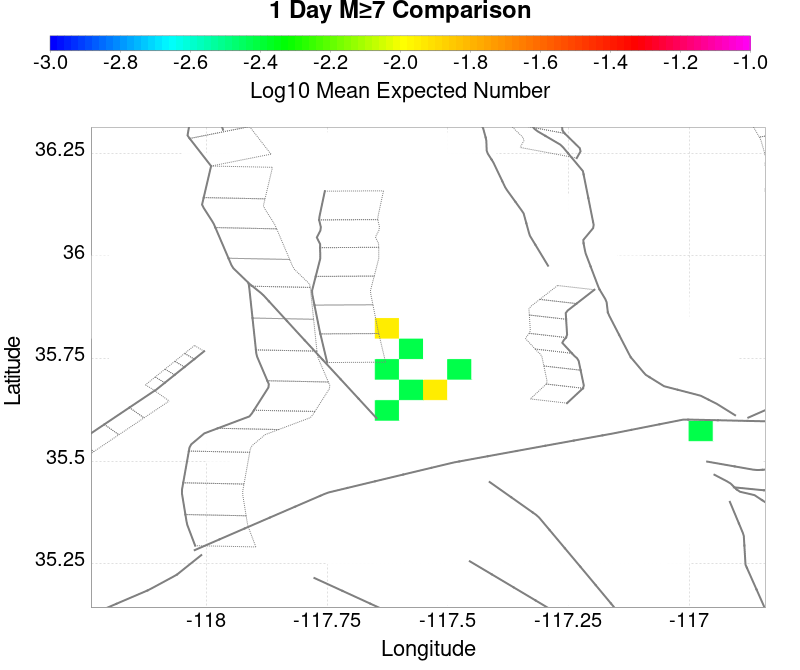 1 Day M≥7 Comparison
-3.0 -2.8 -2.6 -2.4 -2.2 -2.0 -1.8 -1.6 -1.4 -1.2 -1.0
Log10 Mean Expected Number
36.25
36
35.75
35.5
35.25
Latitude
-118 -117.75 -117.5 -117.25 -117
Longitude